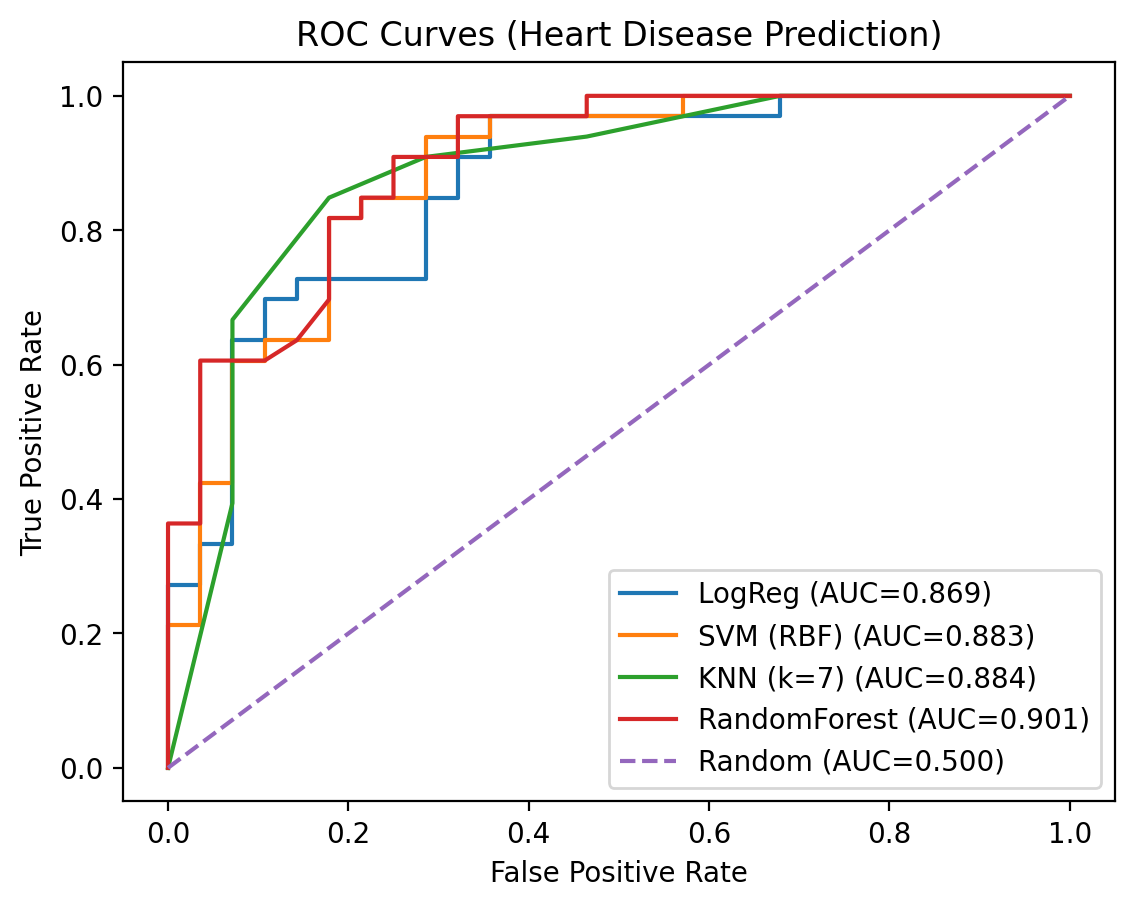 ROC Curves (Heart Disease Prediction)
True Positive Rate
1.0
0.8
0.6
0.4
0.2
0.0
LogReg (AUC=0.869)
SVM (RBF) (AUC=0.883)
KNN (k=7) (AUC=0.884)
RandomForest (AUC=0.901)
Random (AUC=0.500)
0.0 0.2 0.4 0.6 0.8 1.0
False Positive Rate